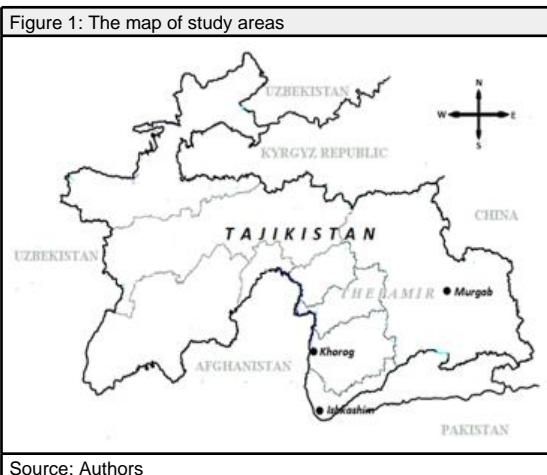 Figure 1: The map of study areas
UZBEKISTAN
N
W E
S
KYRGYZ REPUBLIC
CHINA
TAJIKISTAN
UZBEKISTAN
THE PAMIR
Murgab
Khorog
AFGHANISTAN
Ishkashim
PAKISTAN
Source: Authors